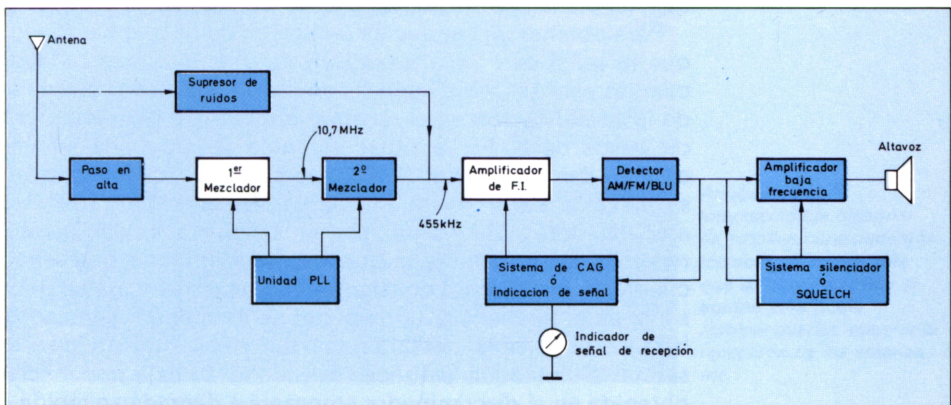 Antena
Supresor de
ruidos
10,7 MHz
Altavoz
Paso en
alta
1er
Mezclador
2º
Mezclador
Amplificador
de F.I.
Detector
AM/FM/BLU
Amplificador
baja
frecuencia
455kHz
Unidad PLL
Sistema de CAG
ó
indicacion de señal
Sistema silenciador
ó
SQUELCH
Indicador de
señal de recepción